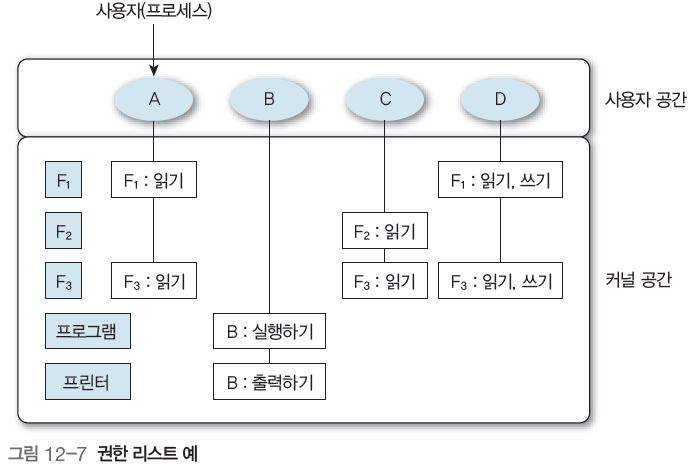 사용자(프로세스)
A B C D 사용자 공간
F₁ F₁ : 읽기 F₁ : 읽기, 쓰기
F₂ F₂ : 읽기
F₃ F₃ : 읽기 F₃ : 읽기 F₃ : 읽기, 쓰기 커널 공간
프로그램 B : 실행하기
프린터 B : 출력하기
그림 12-7 권한 리스트 예